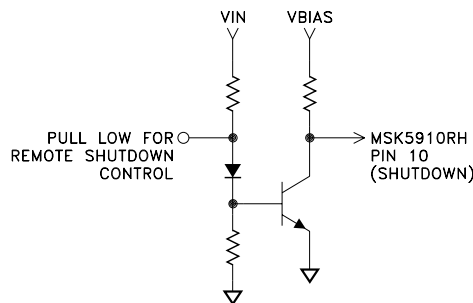 VIN
VBIAS
PULL LOW FOR
REMOTE SHUTDOWN
CONTROL
MSK5910RH
PIN 10
(SHUTDOWN)